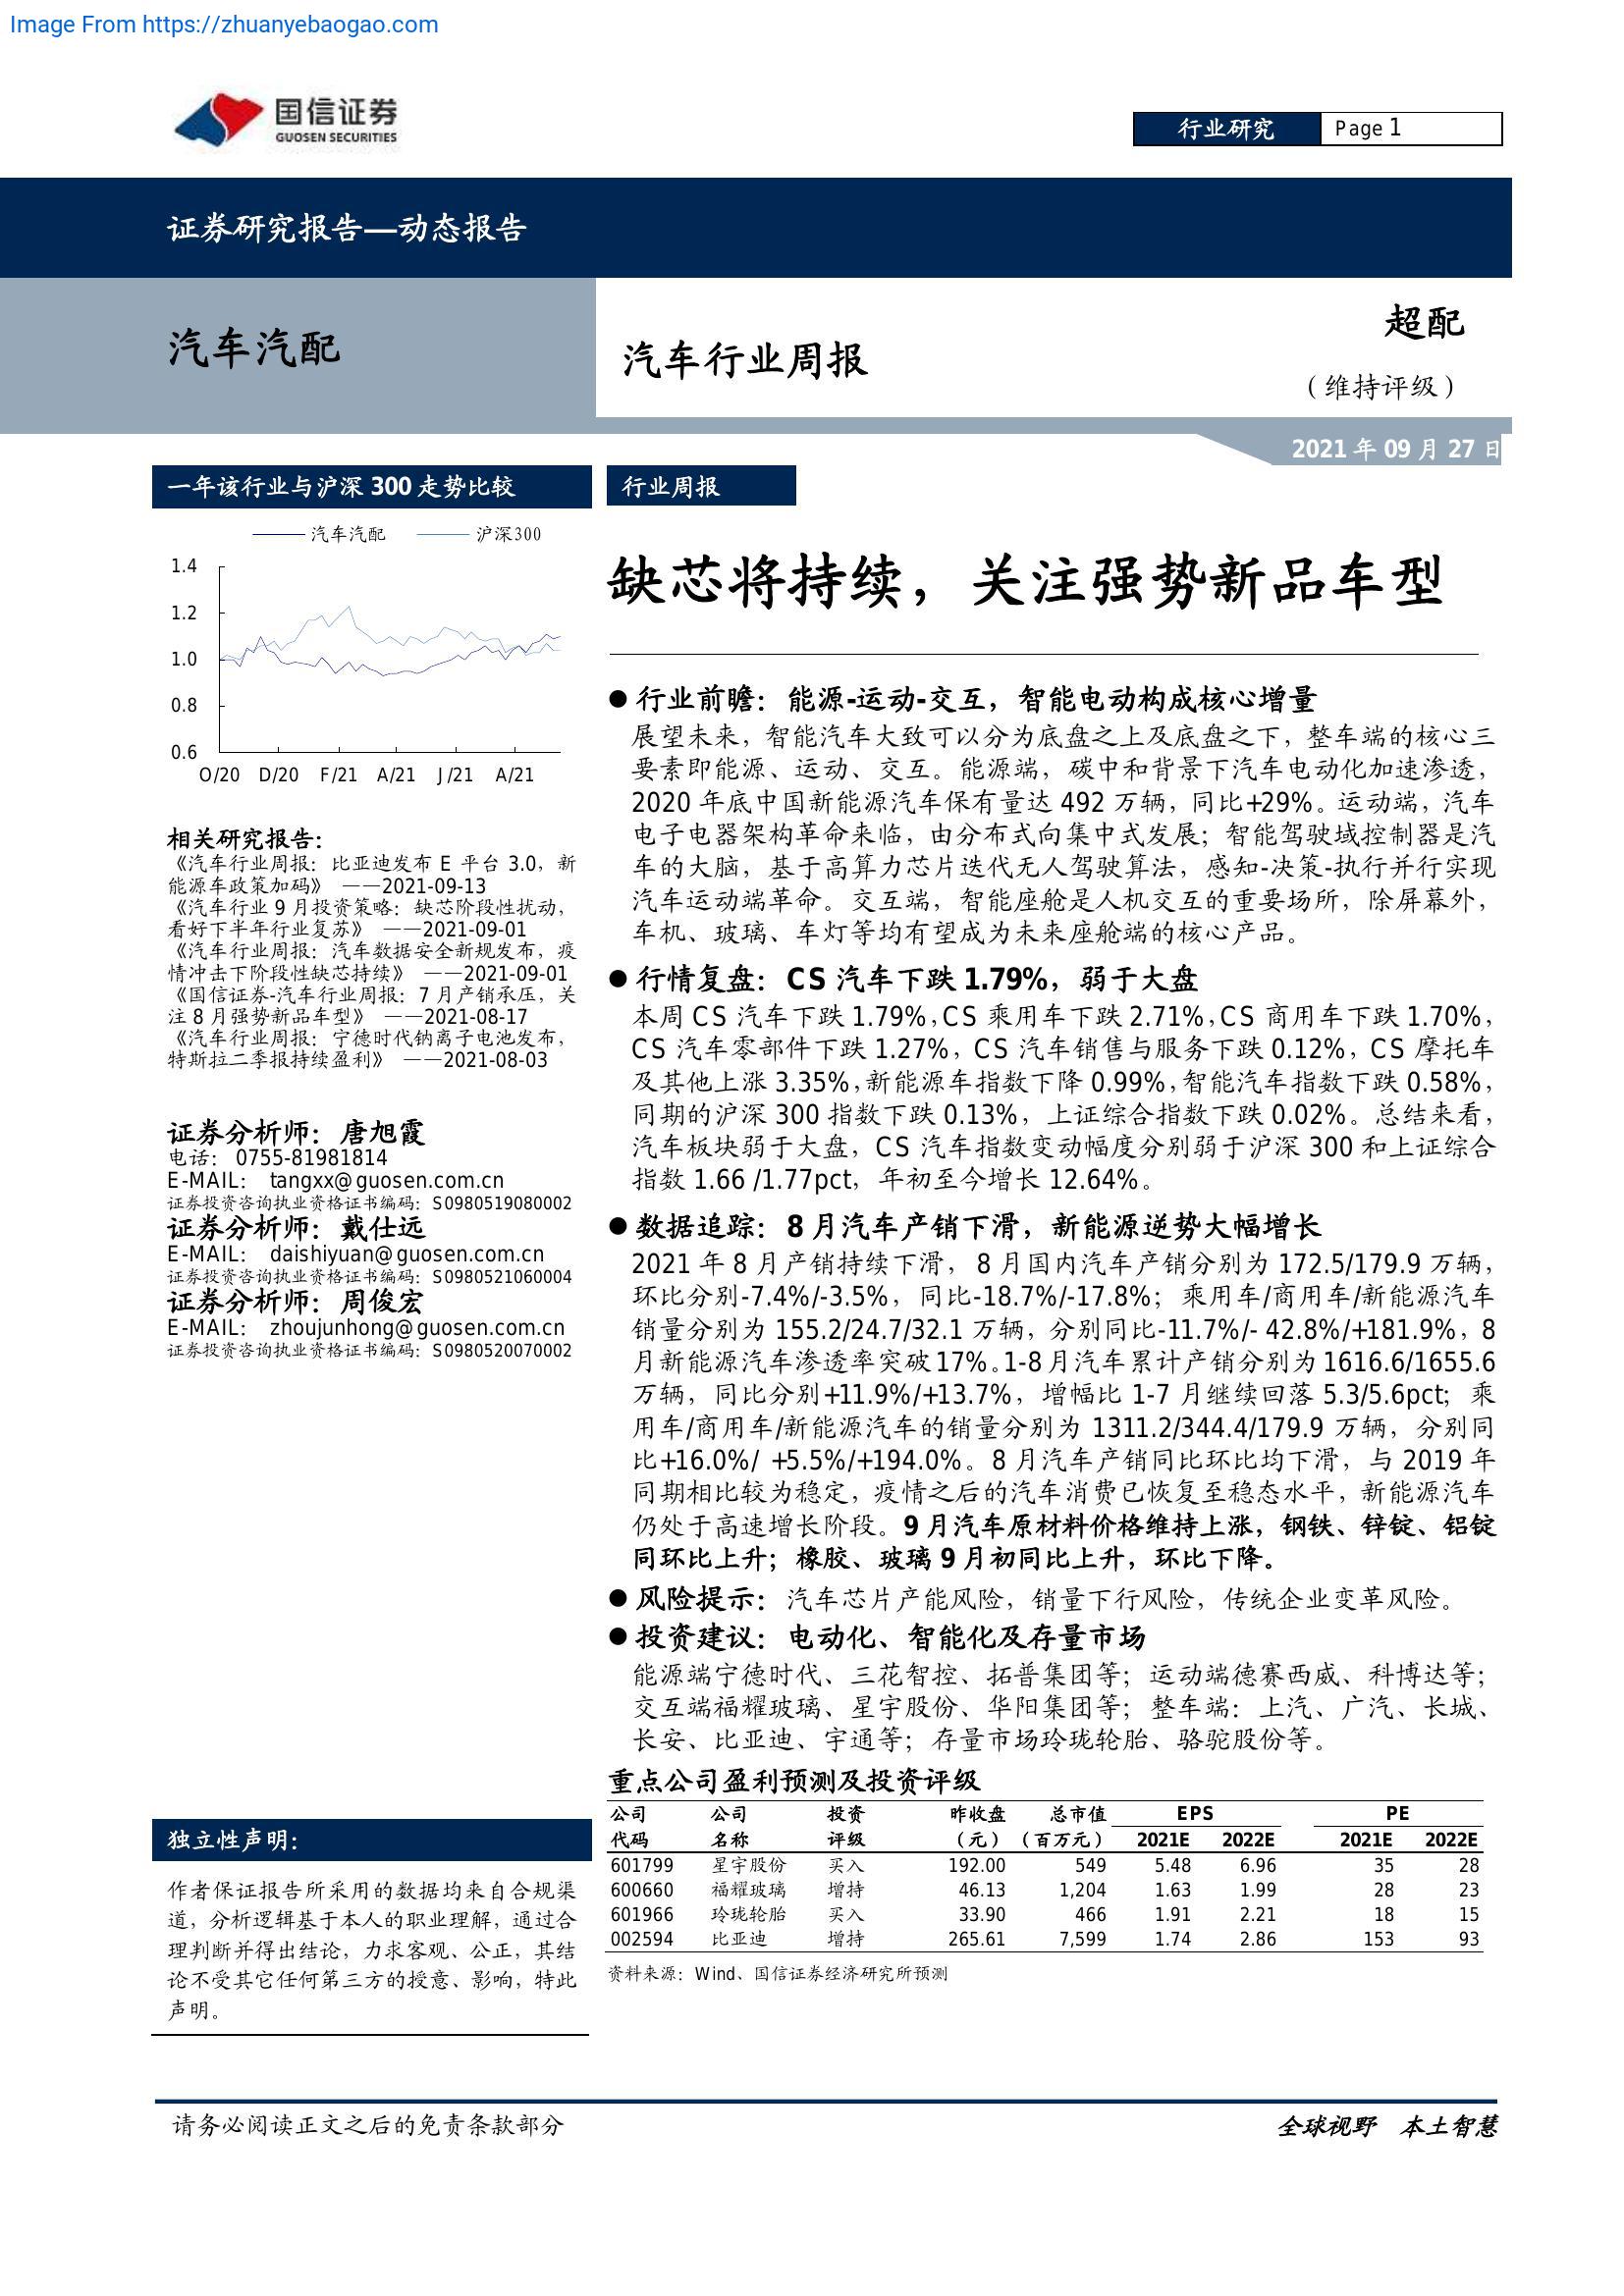 Image From https://zhuanyebaogao.com
国信证券
GUOSEN SECURITIES
行业研究
Page 1
证券研究报告—动态报告
汽车汽配
汽车行业周报
超配
（维持评级）
2021 年 09 月 27 日
一年该行业与沪深 300 走势比较
汽车汽配 沪深300
1.4
1.2
1.0
0.8
0.6
O/20 D/20 F/21 A/21 J/21 A/21
相关研究报告：
《汽车行业周报：比亚迪发布 E 平台 3.0，新
能源车政策加码》 ——2021-09-13
《汽车行业 9 月投资策略：缺芯阶段性扰动，
看好下半年行业复苏》 ——2021-09-01
《汽车行业周报：汽车数据安全新规发布，疫
情冲击下阶段性缺芯持续》 ——2021-09-01
《国信证券-汽车行业周报：7 月产销承压，关
注 8 月强势新品车型》 ——2021-08-17
《汽车行业周报：宁德时代钠离子电池发布，
特斯拉二季报持续盈利》 ——2021-08-03
证券分析师：唐旭霞
电话： 0755-81981814
E-MAIL： tangxx@guosen.com.cn
证券投资咨询执业资格证书编码：S0980519080002
证券分析师：戴仕远
E-MAIL： daishiyuan@guosen.com.cn
证券投资咨询执业资格证书编码：S0980521060004
证券分析师：周俊宏
E-MAIL： zhoujunhong@guosen.com.cn
证券投资咨询执业资格证书编码：S0980520070002
独立性声明：
作者保证报告所采用的数据均来自合规渠
道，分析逻辑基于本人的职业理解，通过合
理判断并得出结论，力求客观、公正，其结
论不受其它任何第三方的授意、影响，特此
声明。
行业周报
缺芯将持续，关注强势新品车型
● 行业前瞻：能源-运动-交互，智能电动构成核心增量
展望未来，智能汽车大致可以分为底盘之上及底盘之下，整车端的核心三
要素即能源、运动、交互。能源端，碳中和背景下汽车电动化加速渗透，
2020 年底中国新能源汽车保有量达 492 万辆，同比+29%。运动端，汽车
电子电器架构革命来临，由分布式向集中式发展；智能驾驶域控制器是汽
车的大脑，基于高算力芯片迭代无人驾驶算法，感知-决策-执行并行实现
汽车运动端革命。交互端，智能座舱是人机交互的重要场所，除屏幕外，
车机、玻璃、车灯等均有望成为未来座舱端的核心产品。
● 行情复盘：CS 汽车下跌 1.79%，弱于大盘
本周 CS 汽车下跌 1.79%，CS 乘用车下跌 2.71%，CS 商用车下跌 1.70%，
CS 汽车零部件下跌 1.27%，CS 汽车销售与服务下跌 0.12%，CS 摩托车
及其他上涨 3.35%，新能源车指数下降 0.99%，智能汽车指数下跌 0.58%，
同期的沪深 300 指数下跌 0.13%，上证综合指数下跌 0.02%。总结来看，
汽车板块弱于大盘，CS 汽车指数变动幅度分别弱于沪深 300 和上证综合
指数 1.66 /1.77pct，年初至今增长 12.64%。
● 数据追踪：8 月汽车产销下滑，新能源逆势大幅增长
2021 年 8 月产销持续下滑， 8 月国内汽车产销分别为 172.5/179.9 万辆，
环比分别-7.4%/-3.5%，同比-18.7%/-17.8%；乘用车/商用车/新能源汽车
销量分别为 155.2/24.7/32.1 万辆，分别同比-11.7%/- 42.8%/+181.9%，8
月新能源汽车渗透率突破 17%。1-8 月汽车累计产销分别为 1616.6/1655.6
万辆，同比分别+11.9%/+13.7%，增幅比 1-7 月继续回落 5.3/5.6pct；乘
用车/商用车/新能源汽车的销量分别为 1311.2/344.4/179.9 万辆，分别同
比+16.0%/ +5.5%/+194.0%。8 月汽车产销同比环比均下滑，与 2019 年
同期相比较为稳定，疫情之后的汽车消费已恢复至稳态水平，新能源汽车
仍处于高速增长阶段。9 月汽车原材料价格维持上涨，钢铁、锌锭、铝锭
同环比上升；橡胶、玻璃 9 月初同比上升，环比下降。
● 风险提示：汽车芯片产能风险，销量下行风险，传统企业变革风险。
● 投资建议：电动化、智能化及存量市场
能源端宁德时代、三花智控、拓普集团等；运动端德赛西威、科博达等；
交互端福耀玻璃、星宇股份、华阳集团等；整车端：上汽、广汽、长城、
长安、比亚迪、宇通等；存量市场玲珑轮胎、骆驼股份等。
重点公司盈利预测及投资评级
公司 公司 投资 昨收盘 总市值 EPS PE
代码 名称 评级 （元） （百万元） 2021E 2022E 2021E 2022E
601799 星宇股份 买入 192.00 549 5.48 6.96 35 28
600660 福耀玻璃 增持 46.13 1,204 1.63 1.99 28 23
601966 玲珑轮胎 买入 33.90 466 1.91 2.21 18 15
002594 比亚迪 增持 265.61 7,599 1.74 2.86 153 93
资料来源：Wind、国信证券经济研究所预测
请务必阅读正文之后的免责条款部分
全球视野 本土智慧